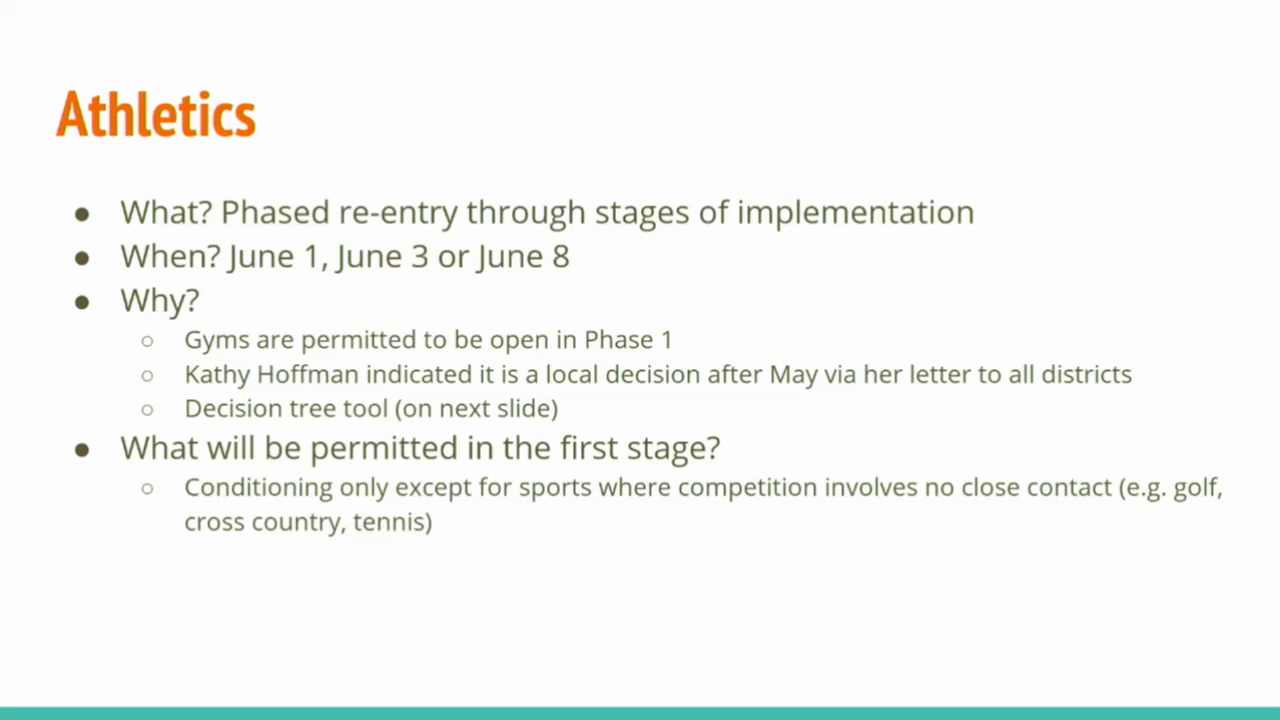 Athletics
● What? Phased re-entry through stages of implementation
● When? June 1, June 3 or June 8
● Why?
○ Gyms are permitted to be open in Phase 1
○ Kathy Hoffman indicated it is a local decision after May via her letter to all districts
○ Decision tree tool (on next slide)
● What will be permitted in the first stage?
○ Conditioning only except for sports where competition involves no close contact (e.g. golf,
cross country, tennis)